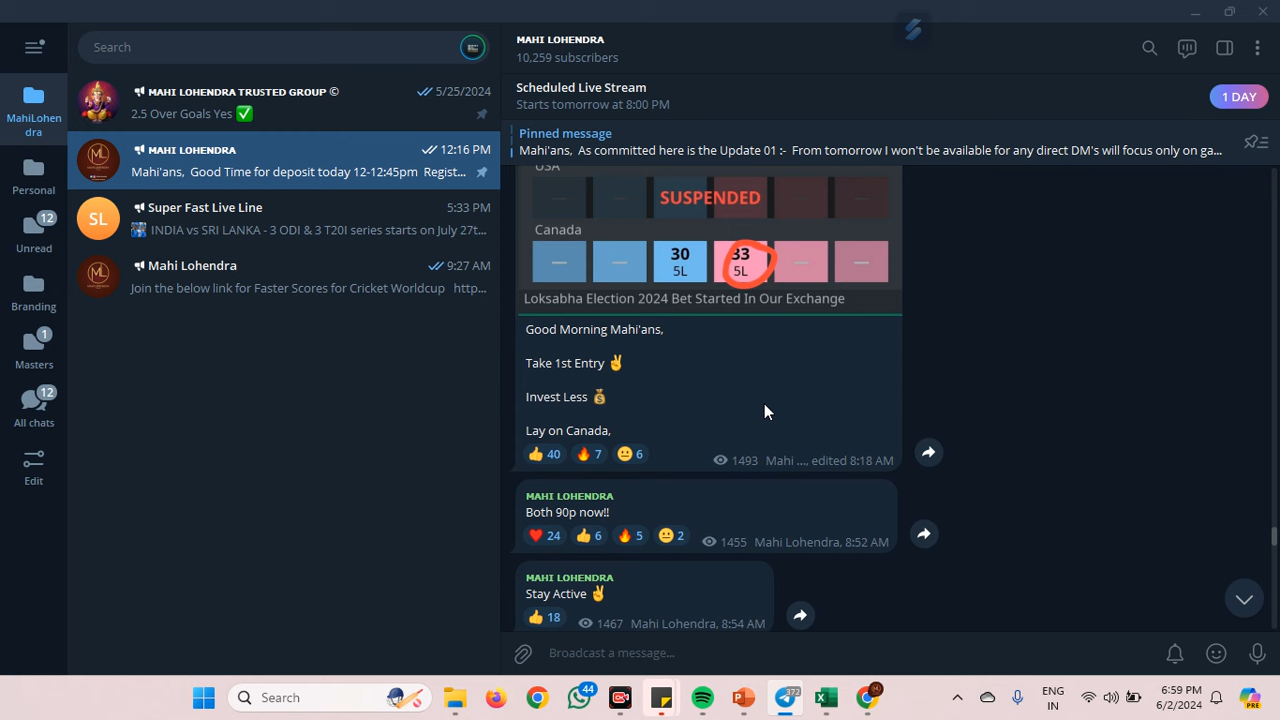 Search
MahiLohen
dra
Personal
12
Unread
Branding
1
Masters
12
All chats
Edit
MAHI LOHENDRA TRUSTED GROUP ©
5/25/2024
2.5 Over Goals Yes ✅
MAHI LOHENDRA
12:16 PM
Mahi'ans, Good Time for deposit today 12-12:45pm Regist...
SL
Super Fast Live Line
5:33 PM
INDIA vs SRI LANKA - 3 ODI & 3 T20I series starts on July 27t...
Mahi Lohendra
9:27 AM
Join the below link for Faster Scores for Cricket Worldcup http...
MAHI LOHENDRA
10,259 subscribers
Scheduled Live Stream
Starts tomorrow at 8:00 PM
1 DAY
Pinned message
Mahi'ans, As committed here is the Update 01 :- From tomorrow I won't be available for any direct DM's will focus only on ga...
USA
SUSPENDED
Canada
30
5L
33
5L
Loksabha Election 2024 Bet Started In Our Exchange
Good Morning Mahi'ans,
Take 1st Entry ✌
Invest Less 💰
Lay on Canada,
👍 40 🔥 7 😐 6
1493 Mahi ..., edited 8:18 AM
MAHI LOHENDRA
Both 90p now!!
❤ 24 👍 6 🔥 5 😐 2
1455 Mahi Lohendra, 8:52 AM
MAHI LOHENDRA
Stay Active ✌
👍 18
1467 Mahi Lohendra, 8:54 AM
Broadcast a message...
Search
44
372
ENG
IN
6:59 PM
6/2/2024
PRE